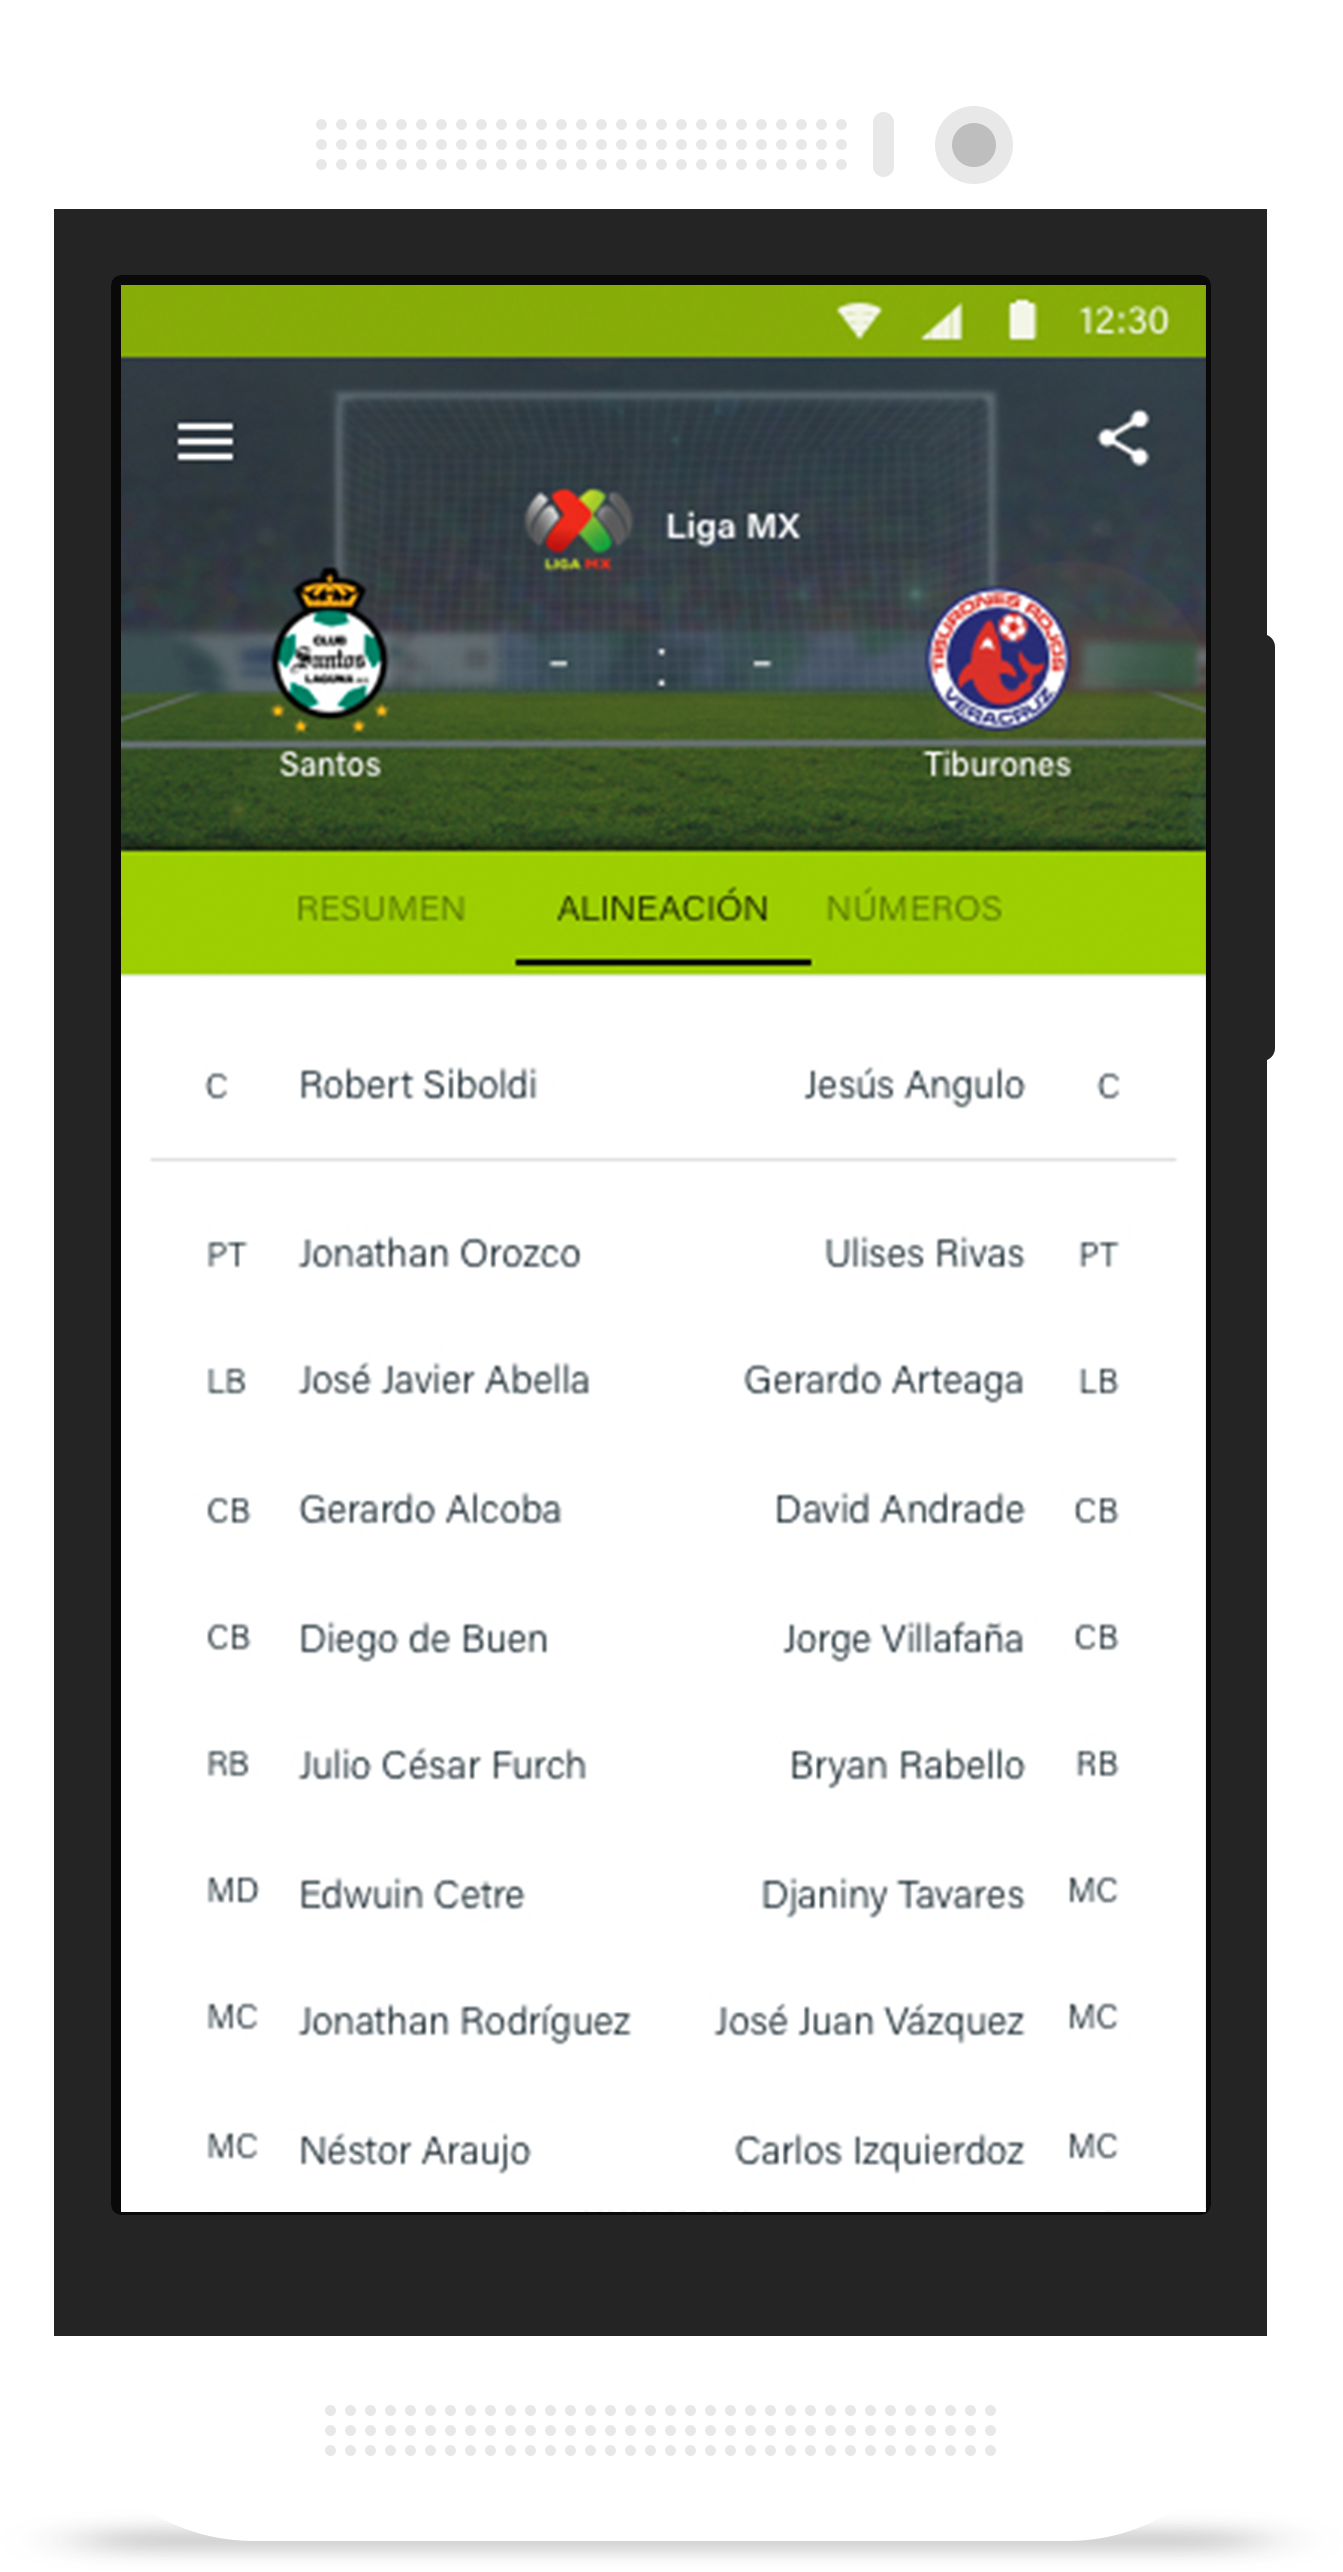 12:30
LIGA MX
Liga MX
CLUB
Santos
LAGUNA
TIBURONES ROJOS
VERACRUZ
- : -
Santos
Tiburones
RESUMEN ALINEACIÓN NÚMEROS
C Robert Siboldi Jesús Angulo C
PT Jonathan Orozco Ulises Rivas PT
LB José Javier Abella Gerardo Arteaga LB
CB Gerardo Alcoba David Andrade CB
CB Diego de Buen Jorge Villafaña CB
RB Julio César Furch Bryan Rabello RB
MD Edwuin Cetre Djaniny Tavares MC
MC Jonathan Rodríguez José Juan Vázquez MC
MC Néstor Araujo Carlos Izquierdoz MC